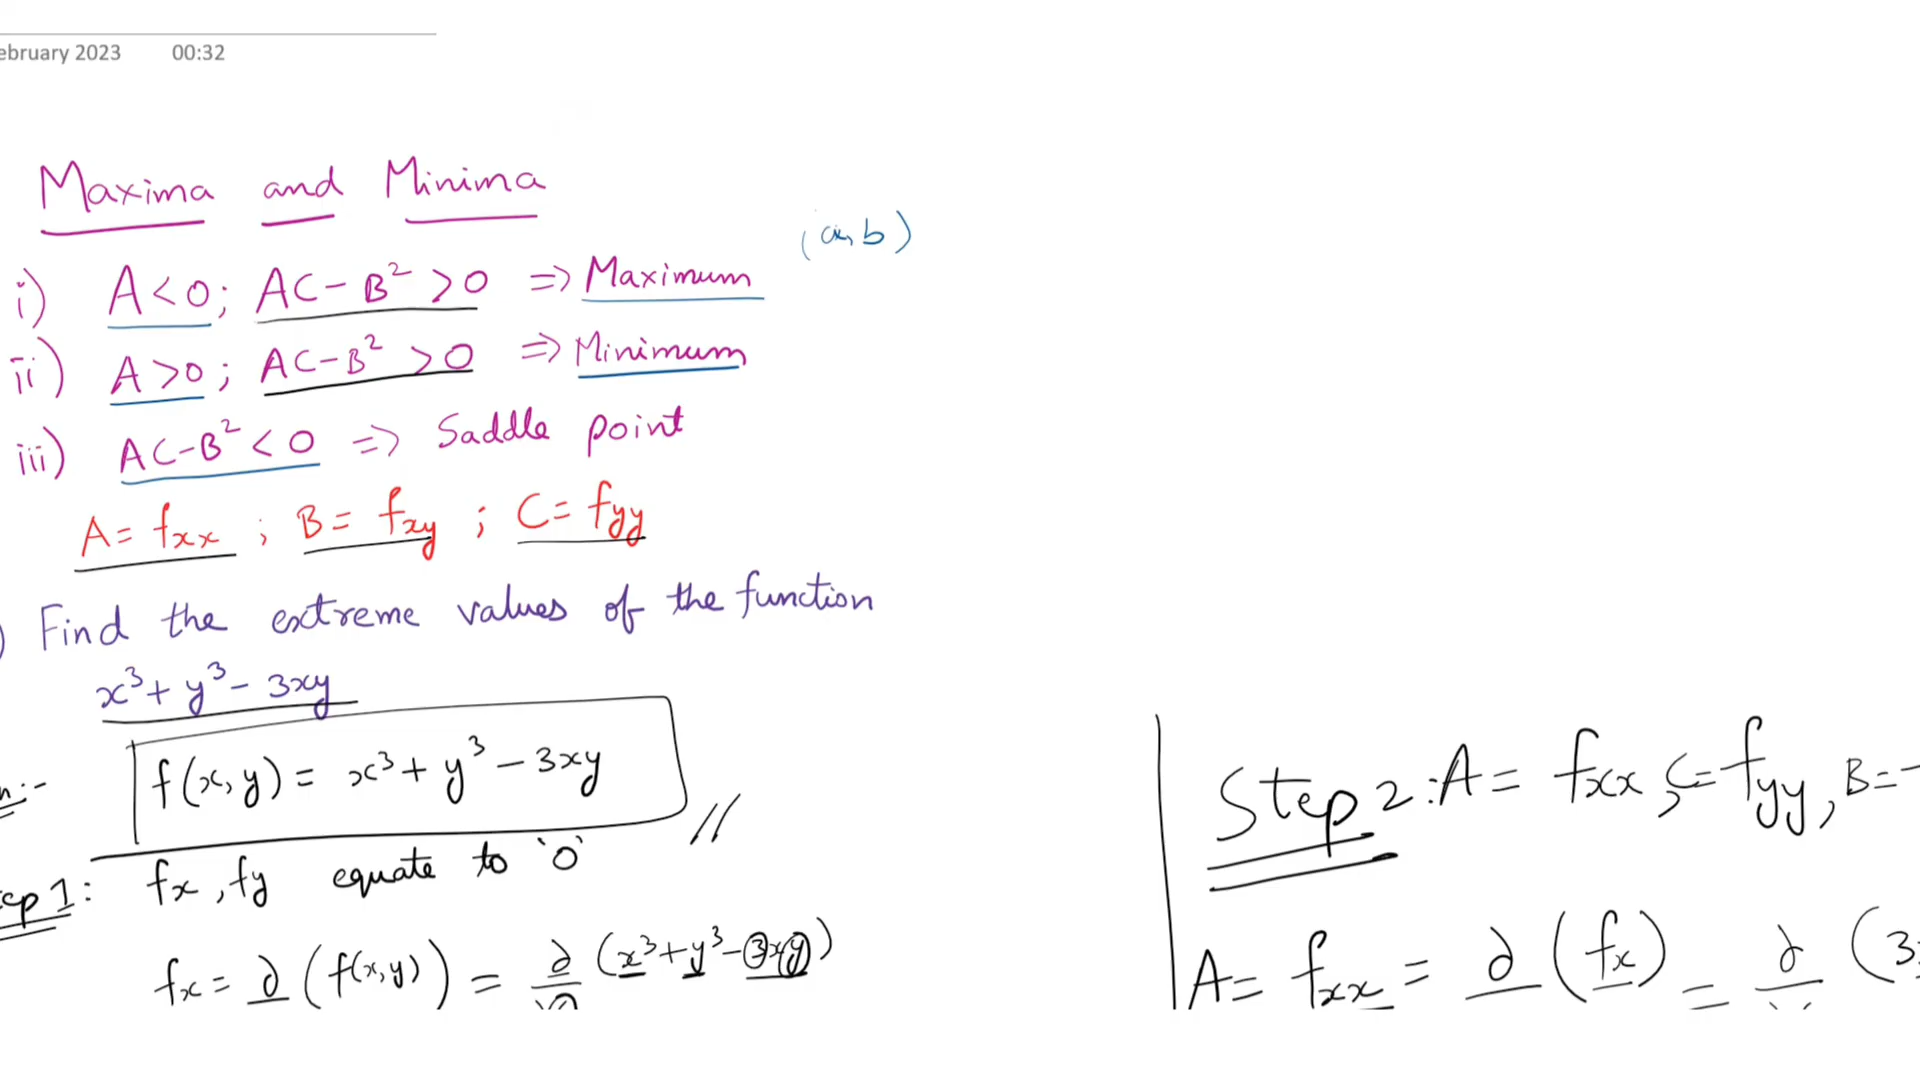 ebruary 2023 00:32
Maxima and Minima
(a, b)
i) A<0; AC-B² >0 => Maximum
ii) A>0; AC-B² >0 => Minimum
iii) AC-B² <0 => Saddle point
A= fxx ; B= fxy ; C= fyy
) Find the extreme values of the function
x³+ y³- 3xy
n:- f(x,y) = x³+ y³ - 3xy //
ep 1: fx, fy equate to '0'
fx = ∂ (f(x,y)) = ∂ (x³+y³-3xy)
Step 2: A= fxx, C= fyy, B=
A= fxx = ∂ (fx) = ∂ (3